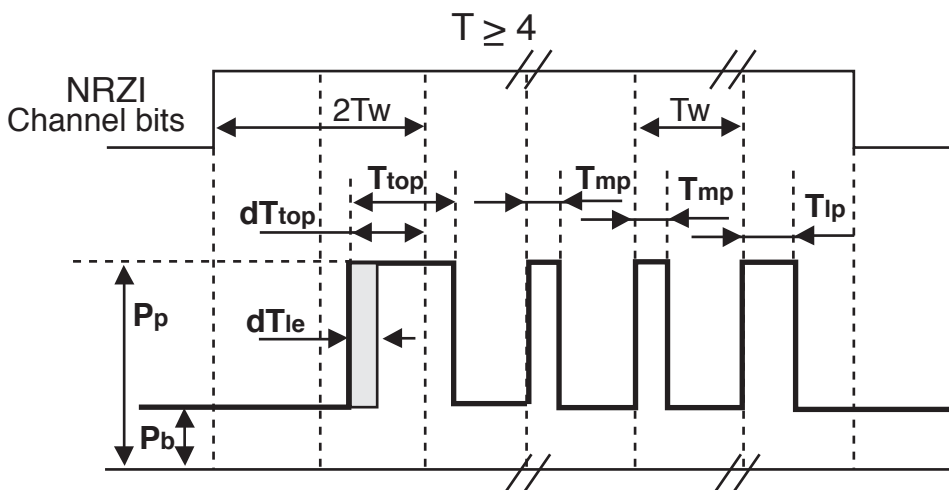 T ≥ 4
NRZI
Channel bits
2Tw
Tw
Ttop
Tmp
Tmp
Tlp
dTtop
Pp
dTle
Pb